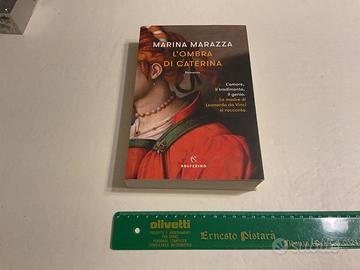 MARINA MARAZZA
L'OMBRA
DI CATERINA
Romanzo
L'amore,
il tradimento,
il genio.
La madre di
Leonardo da Vinci
si racconta.
SOLFERINO
olivetti
Ernesto Pistarà
subito